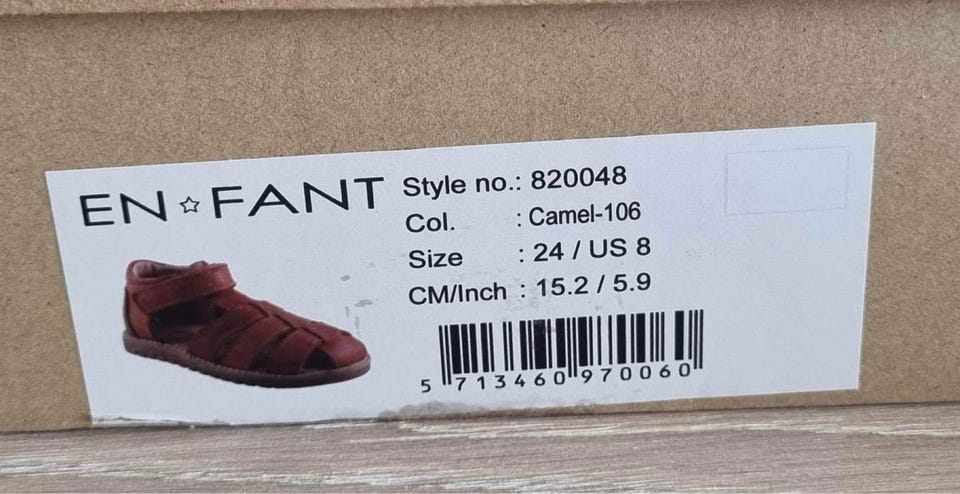 EN☆FANT
Style no.: 820048
Col. : Camel-106
Size : 24 / US 8
CM/Inch : 15.2 / 5.9
5 713460 970060